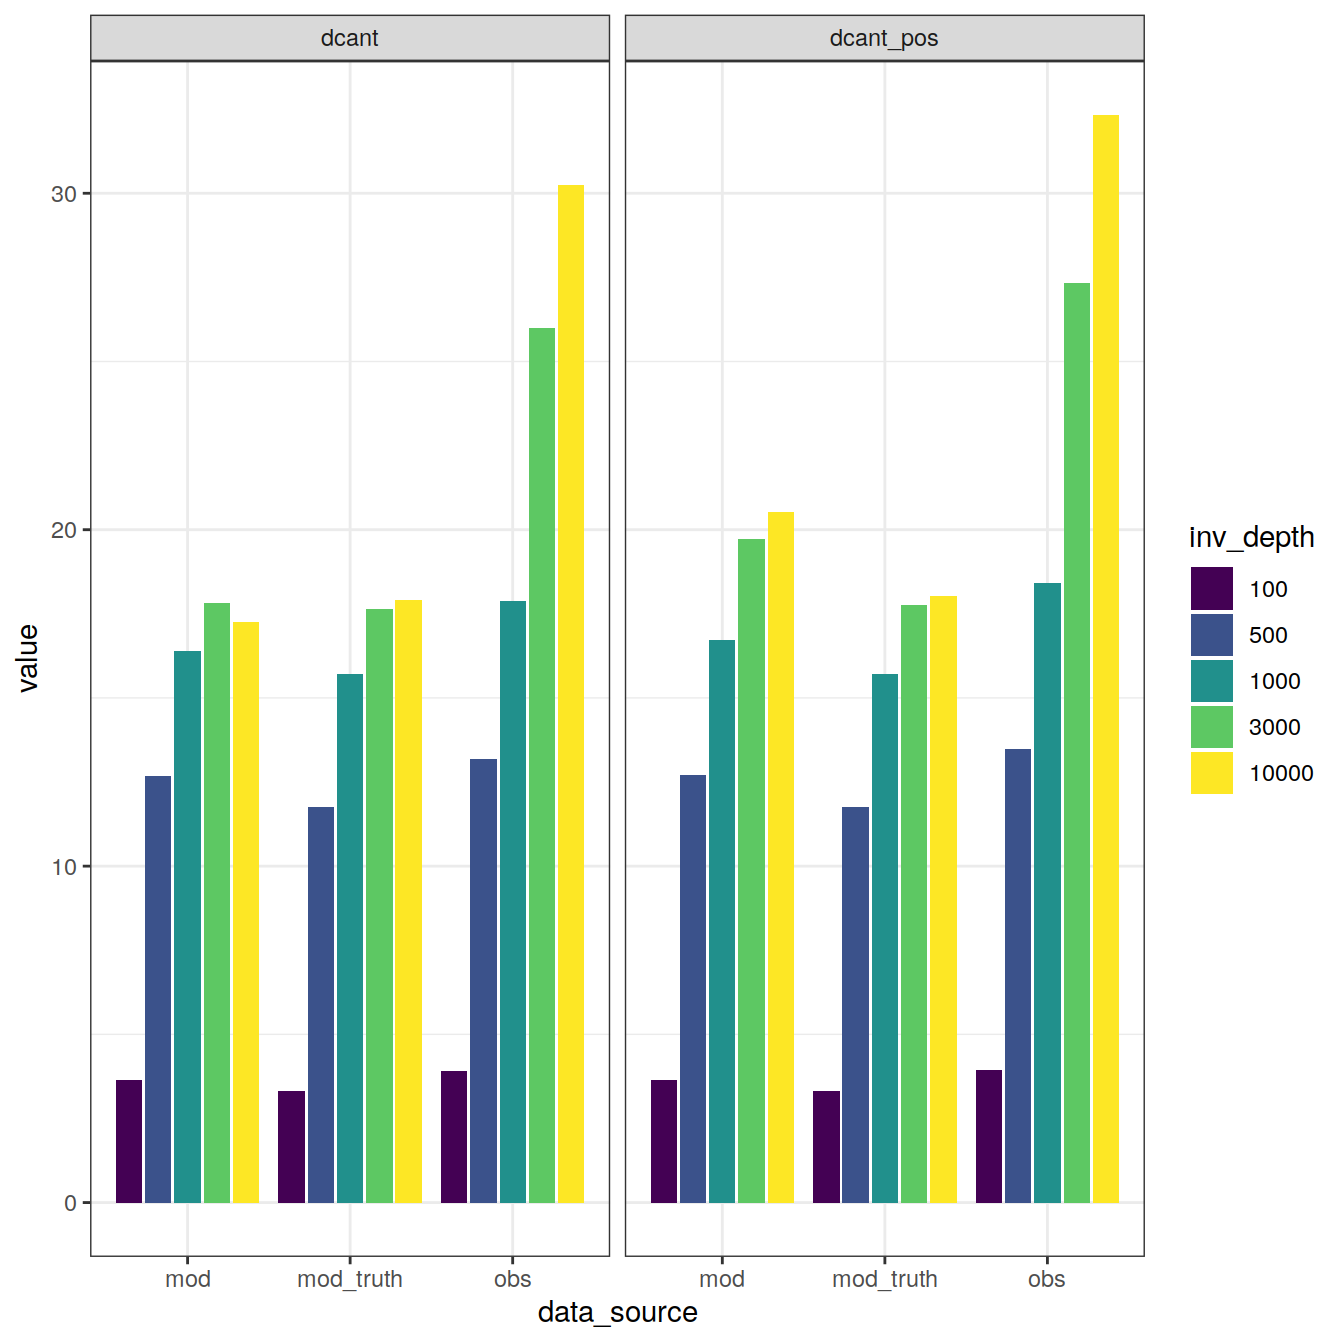 dcant
dcant_pos
value
30
20
10
0
mod
mod_truth
obs
mod
mod_truth
obs
data_source
inv_depth
100
500
1000
3000
10000